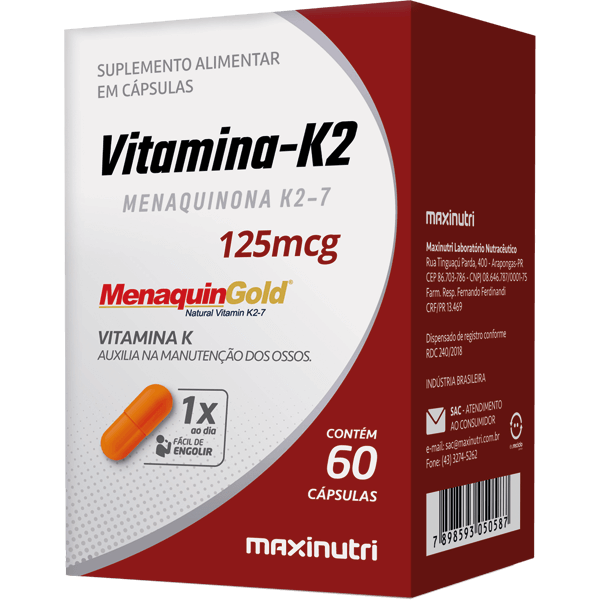 SUPLEMENTO ALIMENTAR
EM CÁPSULAS
Vitamina-K2
MENAQUINONA K2-7
125mcg
MenaquinGold®
Natural Vitamin K2-7
VITAMINA K
AUXILIA NA MANUTENÇÃO DOS OSSOS.
1x
ao dia
FÁCIL DE
ENGOLIR
CONTÉM
60
CÁPSULAS
maxinutri
maxinutri
Maxinutri Laboratório Nutracêutico
Rua Tinguaçú Parda, 400 - Arapongas-PR
CEP 86.703-786 - CNPJ 08.646.787/0001-75
Farm. Resp. Fernando Ferdinandi
CRF/PR 13.469
Dispensado de registro conforme
RDC 240/2018
INDÚSTRIA BRASILEIRA
SAC - ATENDIMENTO
AO CONSUMIDOR
e-mail: sac@maxinutri.com.br
Fone: (43) 3274-5262
7 898593 050587